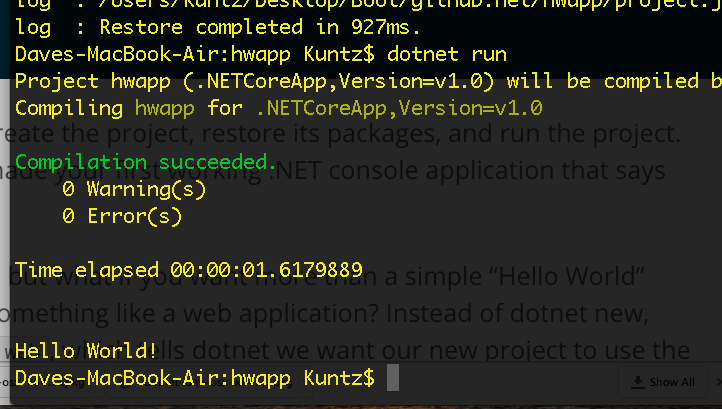 log : /Users/Kuntz/Desktop/Boot/github.net/hwapp/project.j
log : Restore completed in 927ms.
Daves-MacBook-Air:hwapp Kuntz$ dotnet run
Project hwapp (.NETCoreApp,Version=v1.0) will be compiled b
Compiling hwapp for .NETCoreApp,Version=v1.0
reate the project, restore its packages, and run the project.
Compilation succeeded.
nade your first working .NET console application that says
0 Warning(s)
0 Error(s)
Time elapsed 00:00:01.6179889
but what if you want more than a simple “Hello World”
omething like a web application? Instead of dotnet new,
Hello World!
ells dotnet we want our new project to use the
Daves-MacBook-Air:hwapp Kuntz$
Show All